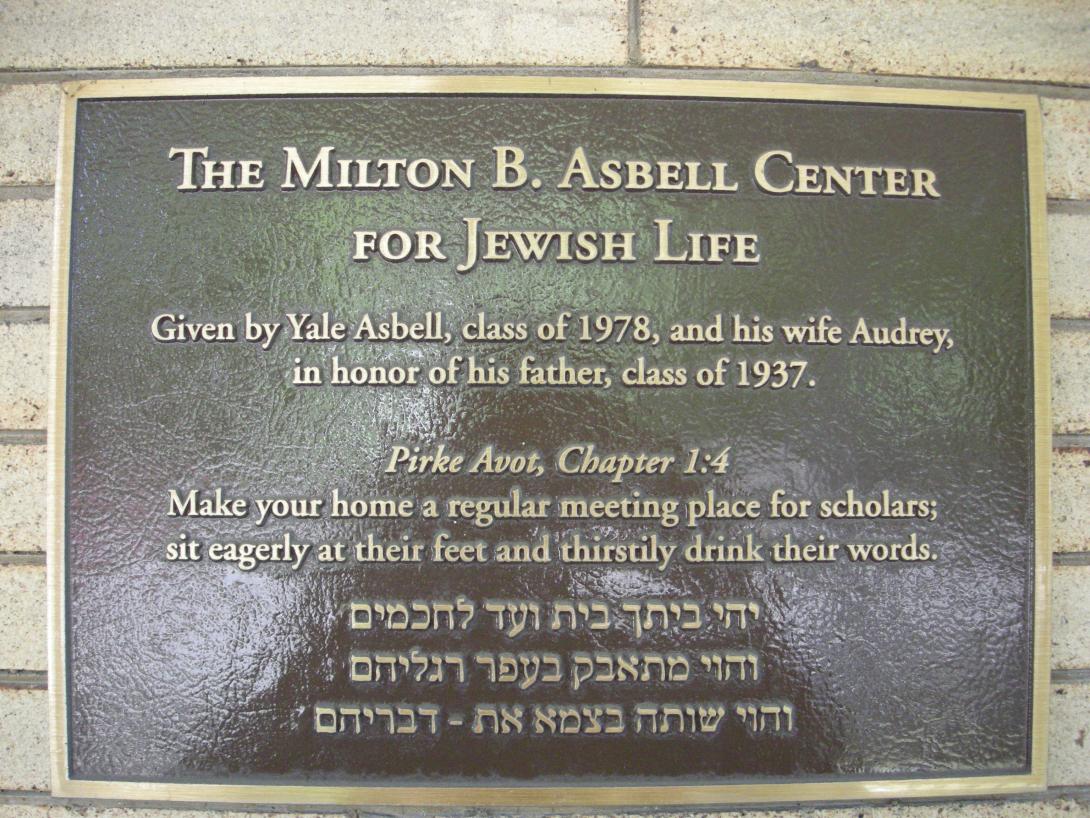 The Milton B. Asbell Center
for Jewish Life
Given by Yale Asbell, class of 1978, and his wife Audrey,
in honor of his father, class of 1937.
Pirke Avot, Chapter 1:4
Make your home a regular meeting place for scholars;
sit eagerly at their feet and thirstily drink their words.
יהי ביתך בית ועד לחכמים
והוי מתאבק בעפר רגליהם
והוי שותה בצמא את - דבריהם